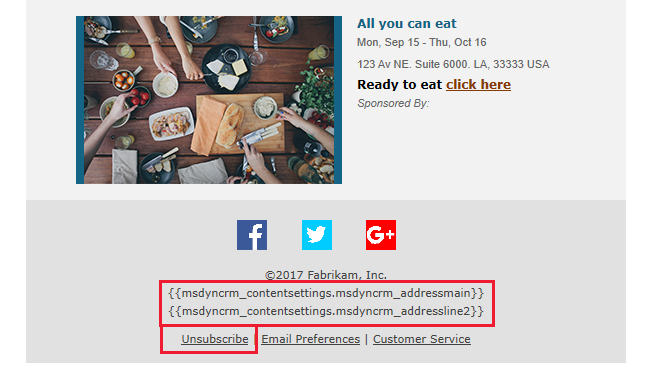 All you can eat
Mon, Sep 15 - Thu, Oct 16
123 Av NE. Suite 6000. LA, 33333 USA
Ready to eat click here
Sponsored By:
f
G+
©2017 Fabrikam, Inc.
{{msdyncrm_contentsettings.msdyncrm_addressmain}}
{{msdyncrm_contentsettings.msdyncrm_addressline2}}
Unsubscribe | Email Preferences | Customer Service